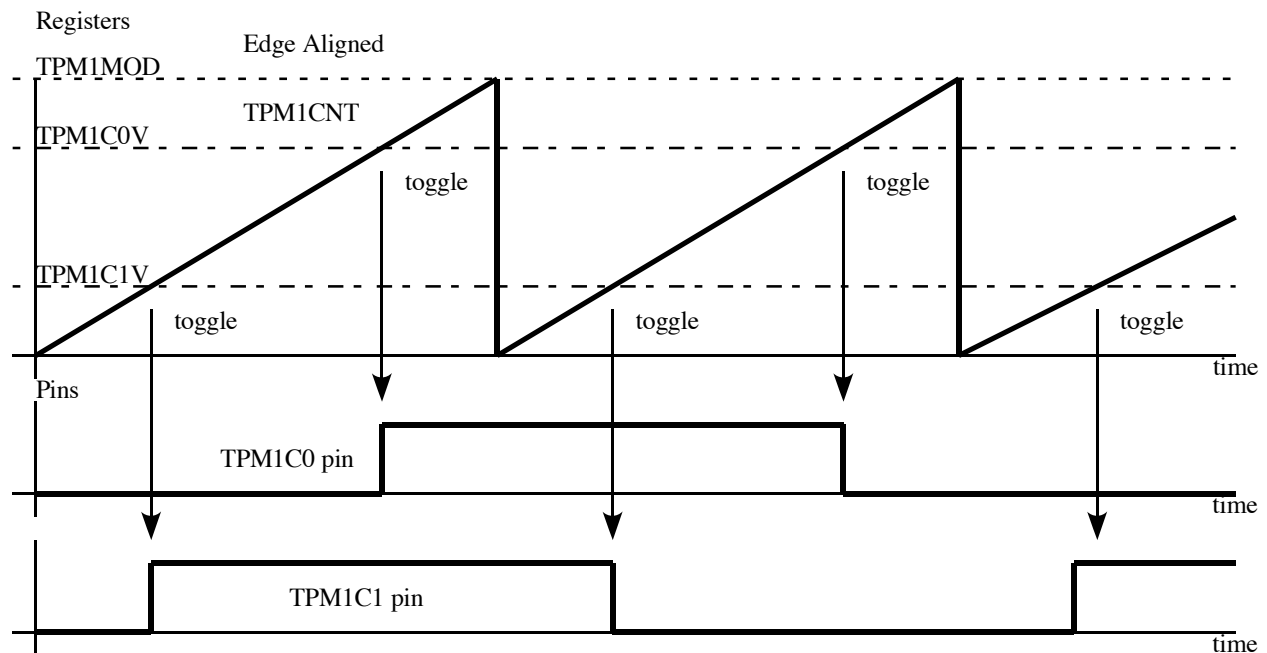 Registers
Edge Aligned
TPM1MOD
TPM1CNT
TPM1C0V
toggle
toggle
TPM1C1V
toggle
toggle
toggle
time
Pins
TPM1C0 pin
time
TPM1C1 pin
time